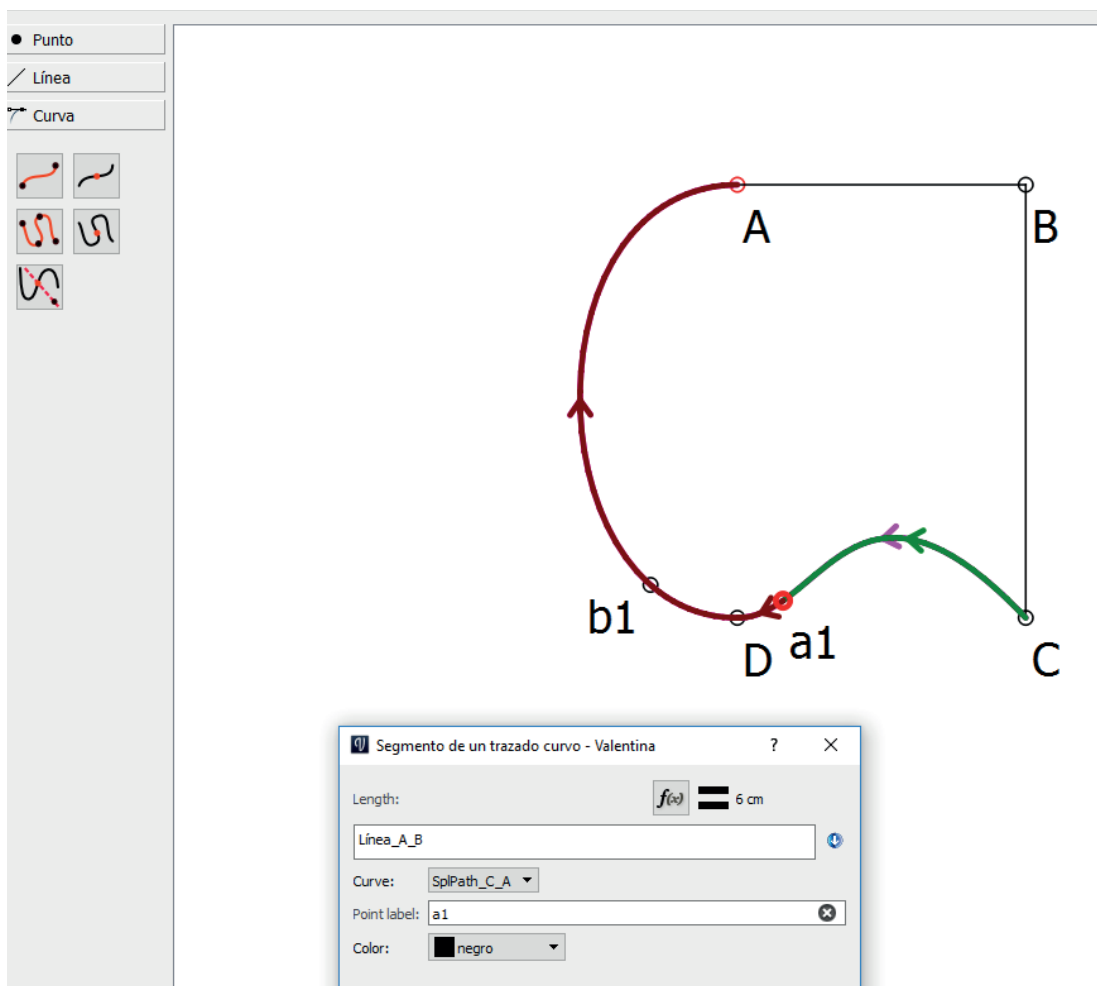 Punto
Línea
Curva
A
B
b1
D
a1
C
Segmento de un trazado curvo - Valentina
?
Length:
f(x)
6 cm
Línea_A_B
Curve:
SplPath_C_A
Point label:
a1
Color:
negro